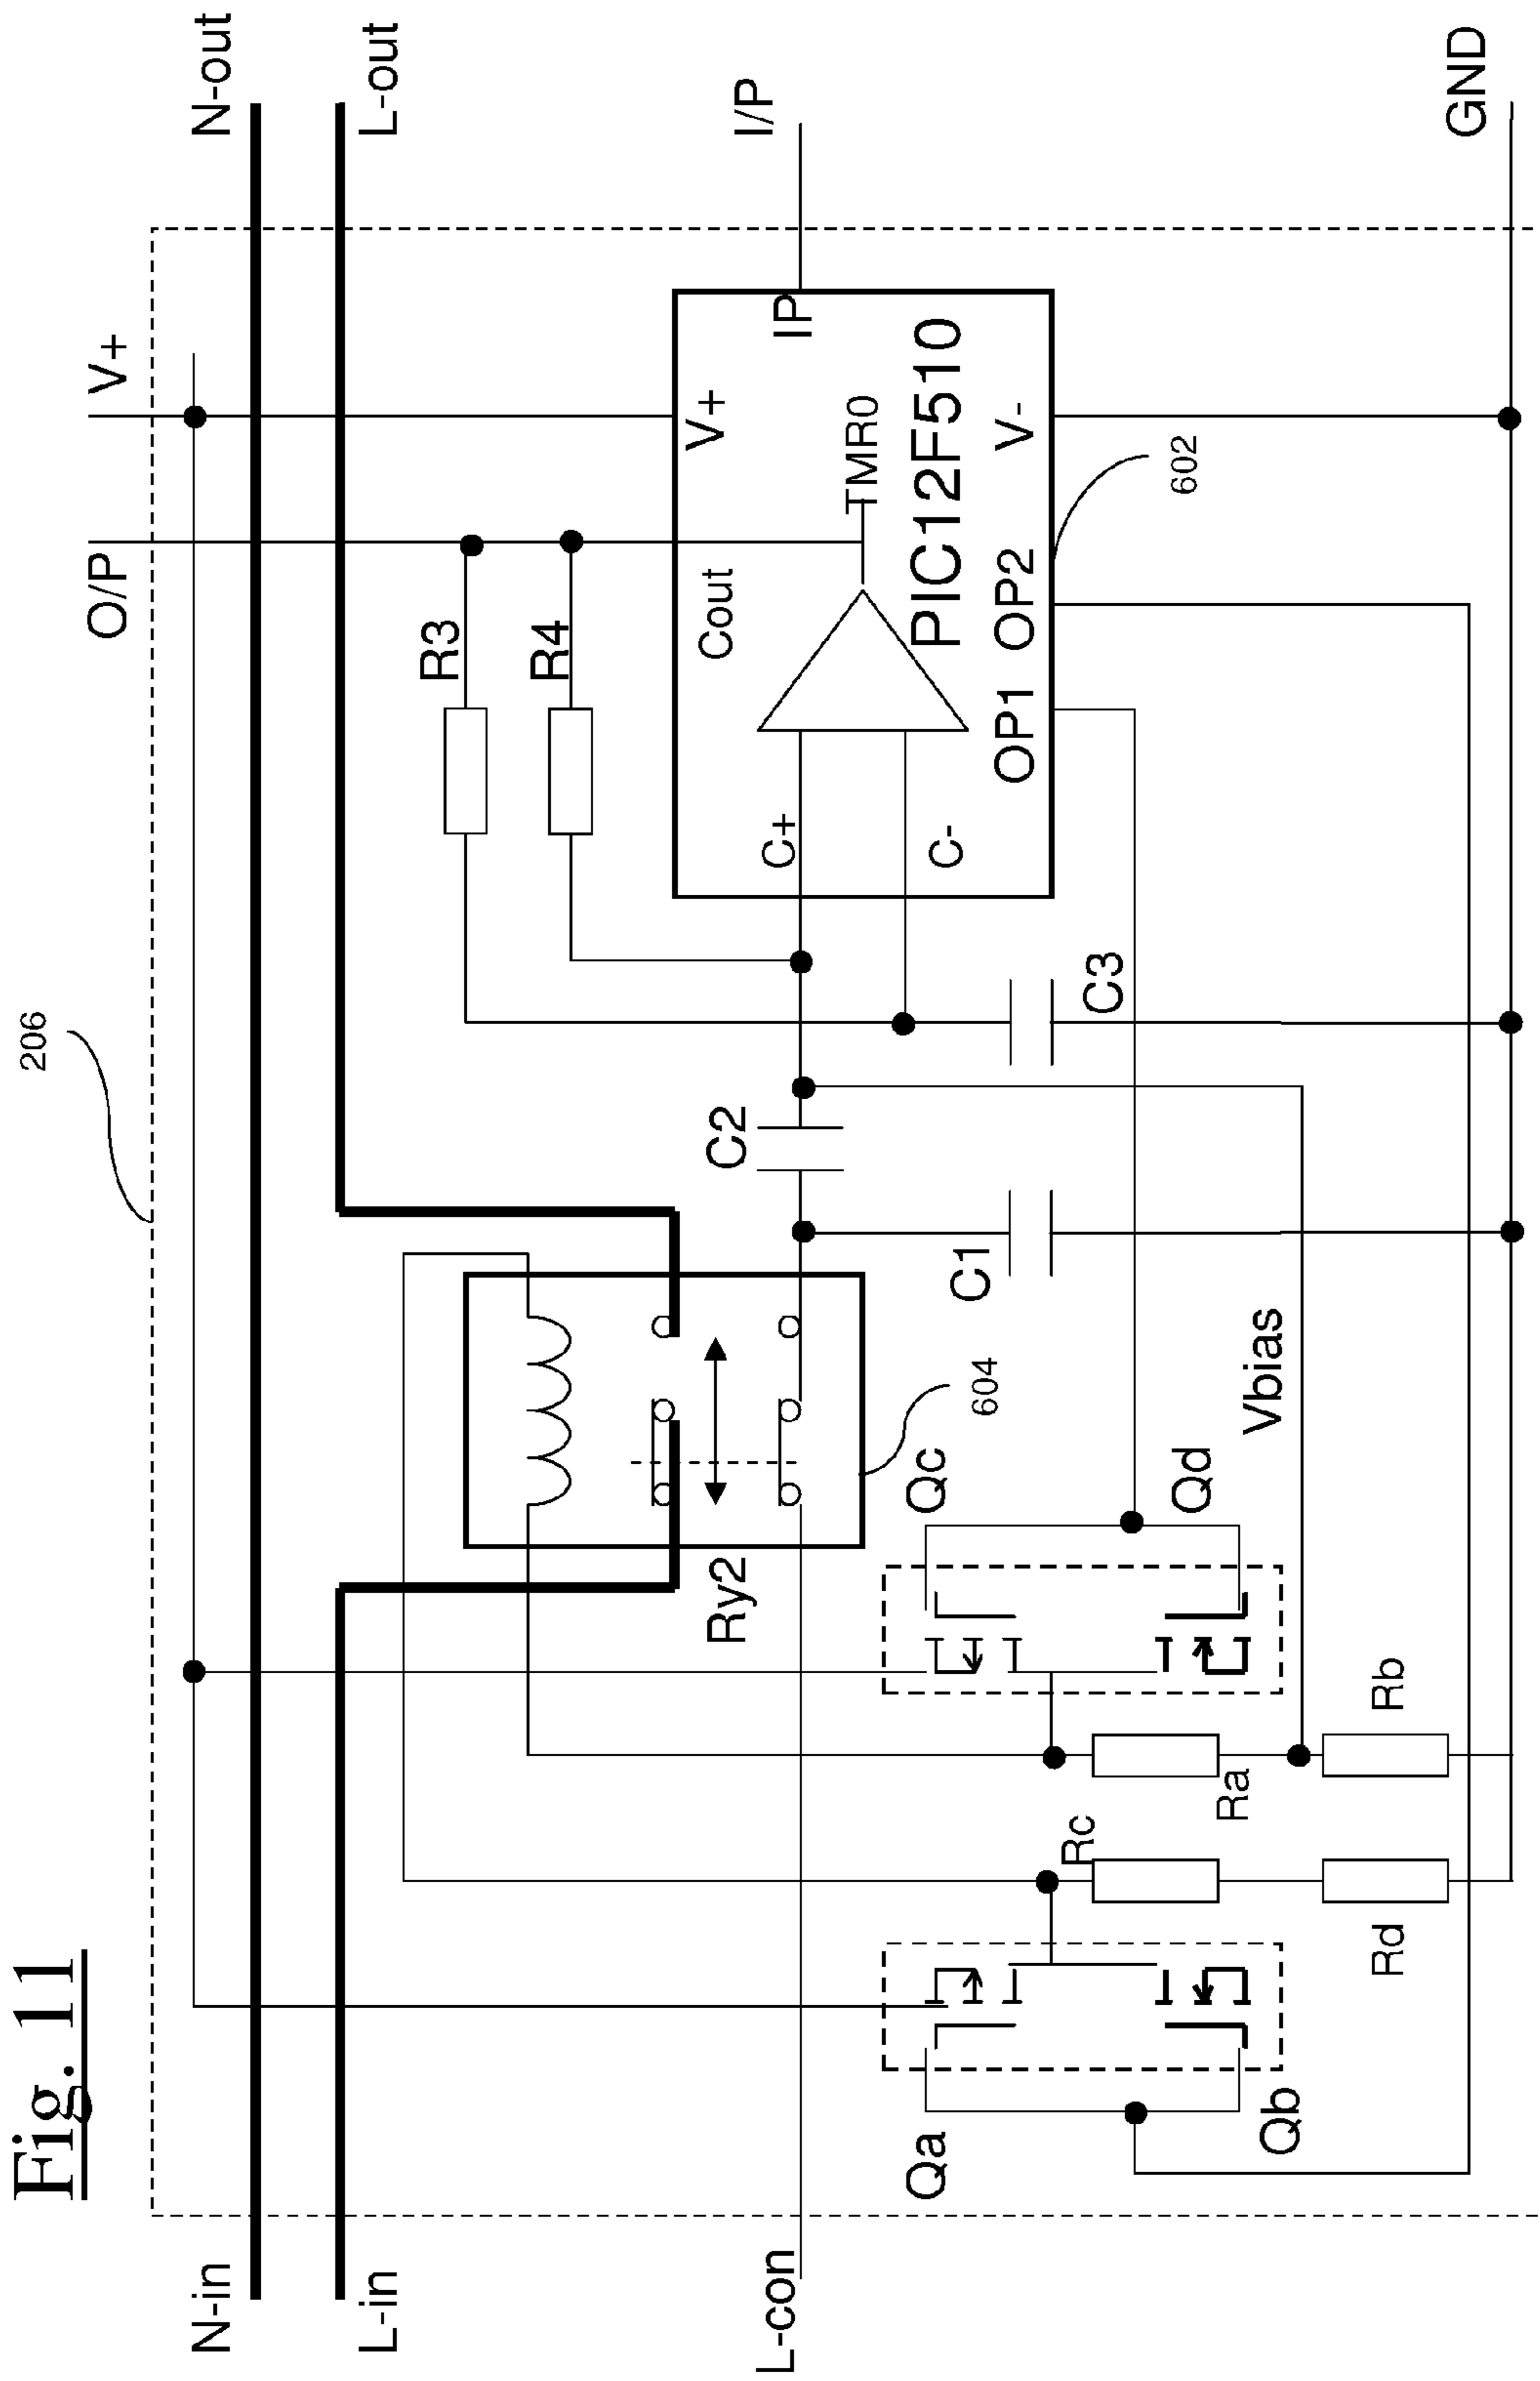 Fig. 11
206
O/P
V+
N-in
N-out
L-in
L-out
R3
R4
Ry2
C2
L-con
C+
Cout
V+
IP
I/P
TMR0
C-
PIC12F510
OP1
OP2
V-
602
604
C1
C3
Qa
Qc
Rc
Qb
Qd
Ra
Vbias
Rd
Rb
GND